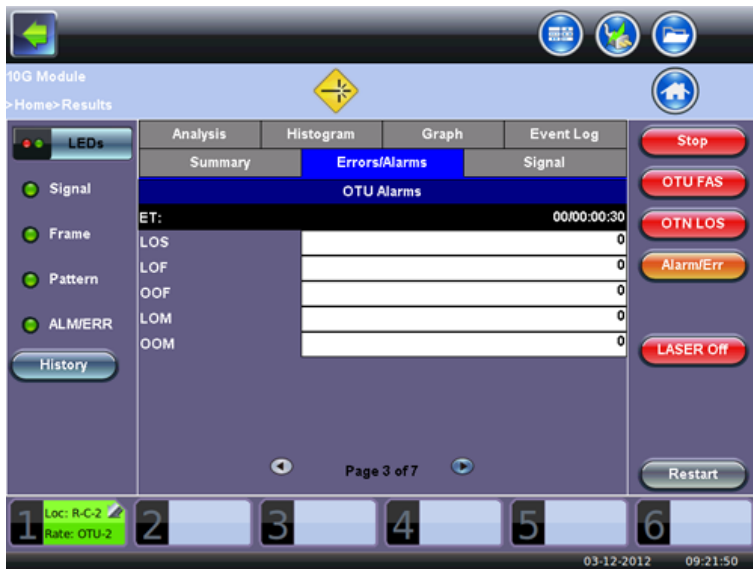 10G Module
>Home>Results
LEDs
Signal
Frame
Pattern
ALM/ERR
History
Analysis Histogram Graph Event Log
Summary Errors/Alarms Signal
OTU Alarms
ET: 00/00:00:30
LOS 0
LOF 0
OOF 0
LOM 0
OOM 0
Page 3 of 7
Stop
OTU FAS
OTN LOS
Alarm/Err
LASER Off
Restart
1 Loc: R-C-2
Rate: OTU-2
2
3
4
5
6
03-12-2012 09:21:50